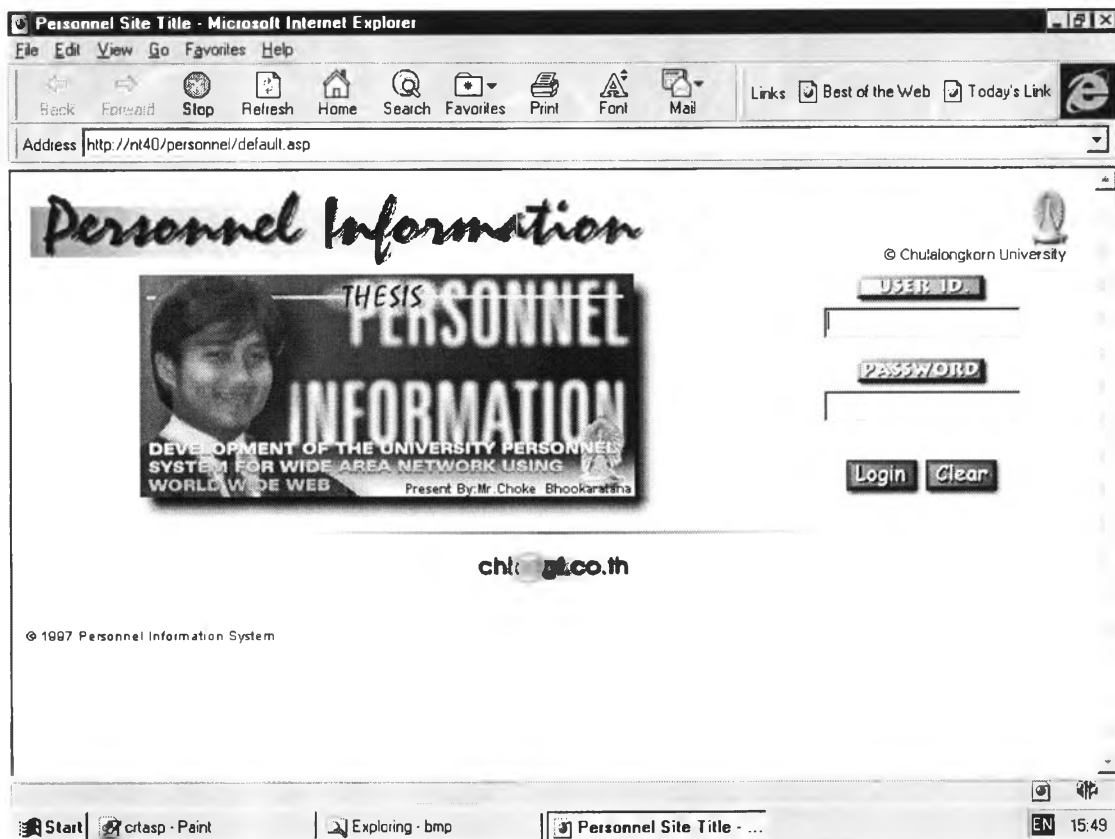 Personnel Site Title - Microsoft Internet Explorer
File Edit View Go Favorites Help
Back Forward Stop Refresh Home Search Favorites Print Font Mail Links Best of the Web Today's Link
Address http://nt40/personnel/default.asp
Personnel Information
© Chulalongkorn University
THESIS
PERSONNEL
INFORMATION
DEVELOPMENT OF THE UNIVERSITY PERSONNEL
SYSTEM FOR WIDE AREA NETWORK USING
WORLD WIDE WEB
Present By:Mr.Choke Bhookaratana
USER ID.
PASSWORD
Login Clear
.co.th
© 1997 Personnel Information System
Start crtasp - Paint Exploring - bmp Personnel Site Title - ... EN 15:49